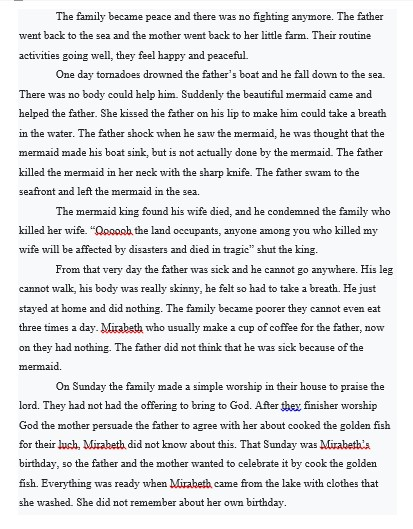 The family became peace and there was no fighting anymore. The father
went back to the sea and the mother went back to her little farm. Their routine
activities going well, they feel happy and peaceful.
One day tornadoes drowned the father's boat and he fall down to the sea.
There was no body could help him. Suddenly the beautiful mermaid came and
helped the father. She kissed the father on his lip to make him could take a breath
in the water. The father shock when he saw the mermaid, he was thought that the
mermaid made his boat sink, but is not actually done by the mermaid. The father
killed the mermaid in her neck with the sharp knife. The father swam to the
seafront and left the mermaid in the sea.
The mermaid king found his wife died, and he condemned the family who
killed her wife. “Oooooh the land occupants, anyone among you who killed my
wife will be affected by disasters and died in tragic” shut the king.
From that very day the father was sick and he cannot go anywhere. His leg
cannot walk, his body was really skinny, he felt so had to take a breath. He just
stayed at home and did nothing. The family became poorer they cannot even eat
three times a day. Mirabeth who usually make a cup of coffee for the father, now
on they had nothing. The father did not think that he was sick because of the
mermaid.
On Sunday the family made a simple worship in their house to praise the
lord. They had not had the offering to bring to God. After they finisher worship
God the mother persuade the father to agree with her about cooked the golden fish
for their luch. Mirabeth did not know about this. That Sunday was Mirabeth's
birthday, so the father and the mother wanted to celebrate it by cook the golden
fish. Everything was ready when Mirabeth came from the lake with clothes that
she washed. She did not remember about her own birthday.